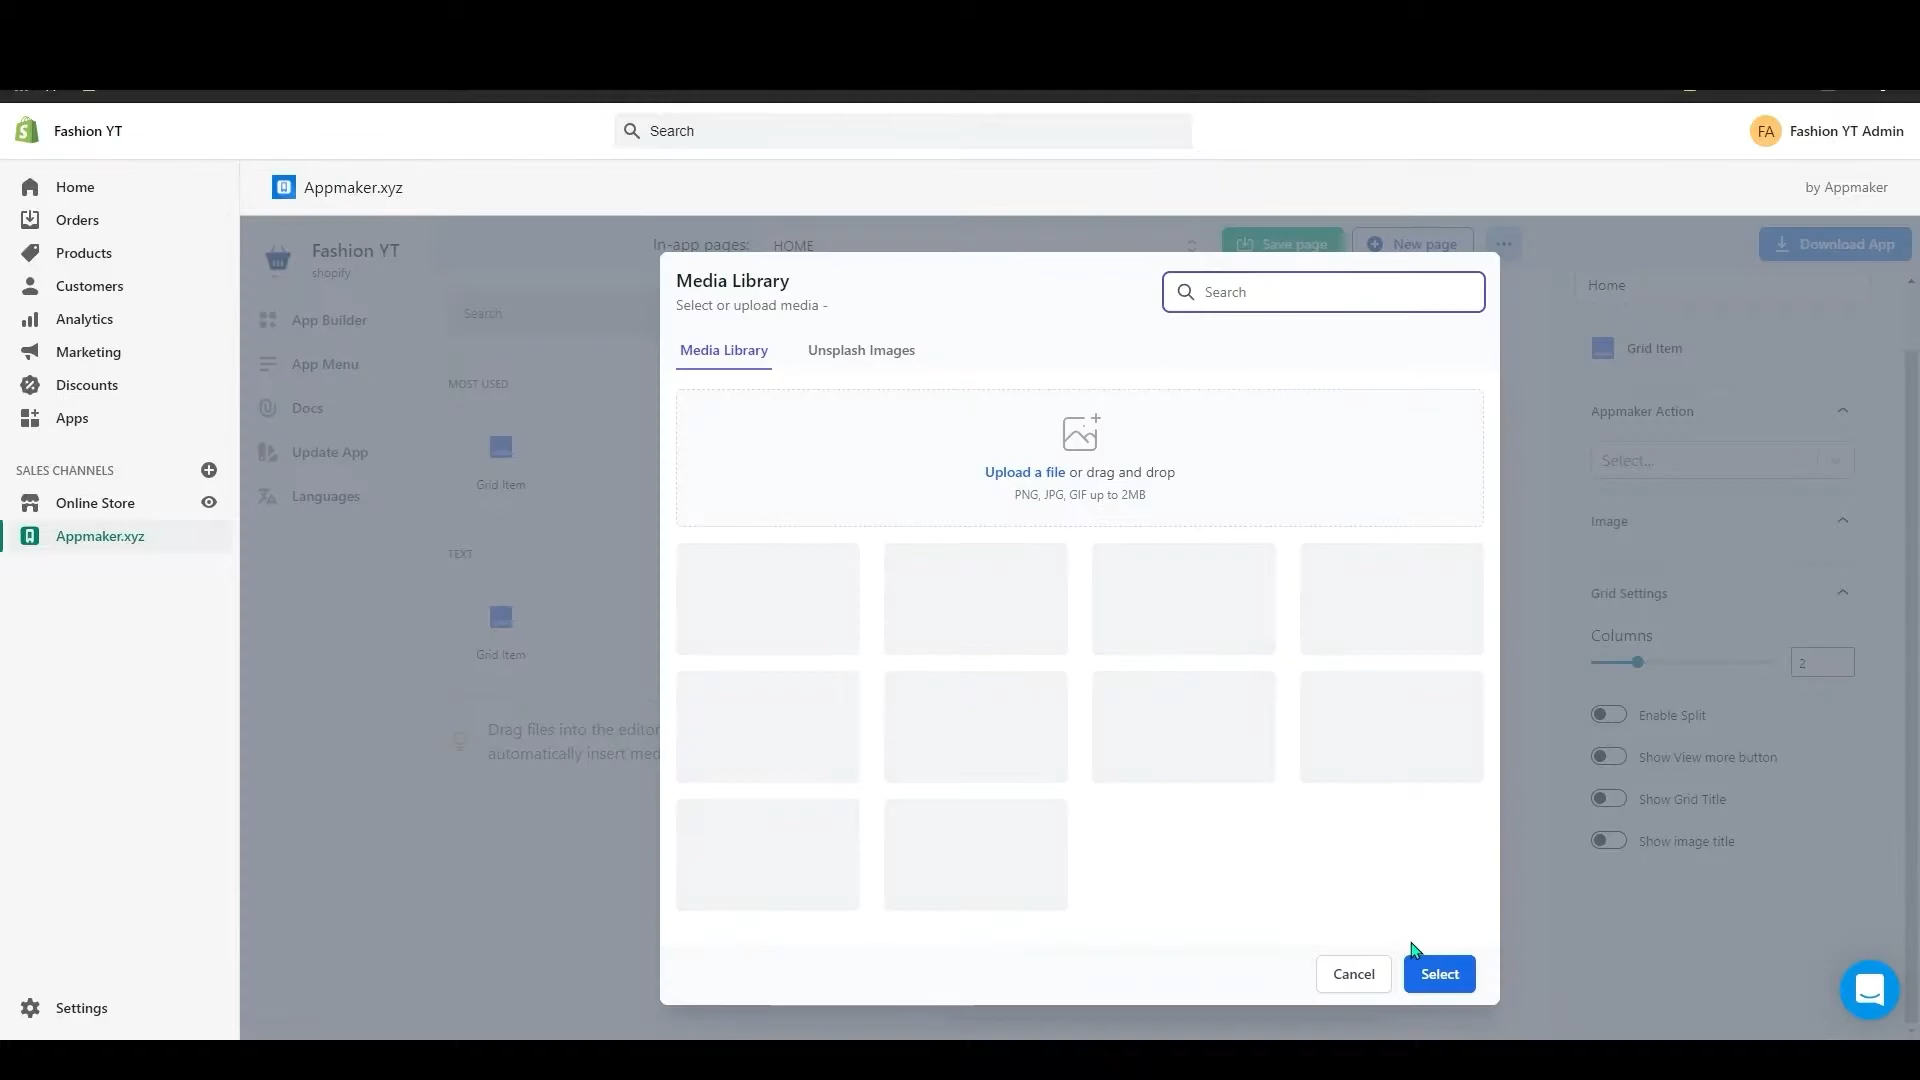 Fashion YT
Search
FA
Fashion YT Admin
Home
Orders
Products
Customers
Analytics
Marketing
Discounts
Apps
SALES CHANNELS
Online Store
Appmaker.xyz
Settings
Appmaker.xyz
by Appmaker
Fashion YT
shopify
In-app pages:
HOME
Save page
New page
Download App
App Builder
App Menu
Docs
Update App
Languages
Search
MOST USED
Grid Item
TEXT
Grid Item
Drag files into the editor
automatically insert med
Media Library
Select or upload media -
Search
Media Library
Unsplash Images
Upload a file or drag and drop
PNG, JPG, GIF up to 2MB
Cancel
Select
Home
Grid Item
Appmaker Action
Select...
Image
Grid Settings
Columns
2
Enable Split
Show View more button
Show Grid Title
Show image title